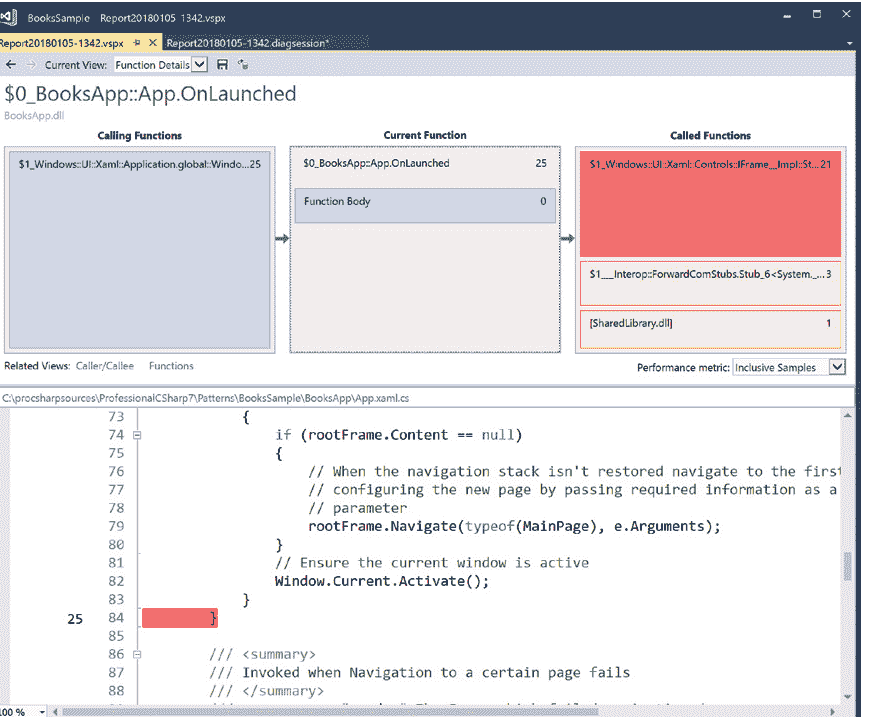 BooksSample Report20180105-1342.vspx
Report20180105-1342.vspx Report20180105-1342.diagsession*
Current View: Function Details
$0_BooksApp::App.OnLaunched
BooksApp.dll
Calling Functions Current Function Called Functions
$1_Windows::UI::Xaml::Application.global::Windo...25
$0_BooksApp::App.OnLaunched 25
Function Body 0
$1_Windows::UI::Xaml::Controls::IFrame__Impl::St...21
$1___Interop::ForwardComStubs.Stub_6<System._...3
[SharedLibrary.dll] 1
Related Views: Caller/Callee Functions
Performance metric: Inclusive Samples
C:\procsharpsources\ProfessionalCSharp7\Patterns\BooksSample\BooksApp\App.xaml.cs
73 {
74 if (rootFrame.Content == null)
75 {
76 // When the navigation stack isn't restored navigate to the first
77 // configuring the new page by passing required information as a
78 // parameter
79 rootFrame.Navigate(typeof(MainPage), e.Arguments);
80 }
81 // Ensure the current window is active
82 Window.Current.Activate();
83 }
25 84 }
85
86 /// <summary>
87 /// Invoked when Navigation to a certain page fails
88 /// </summary>
100 %